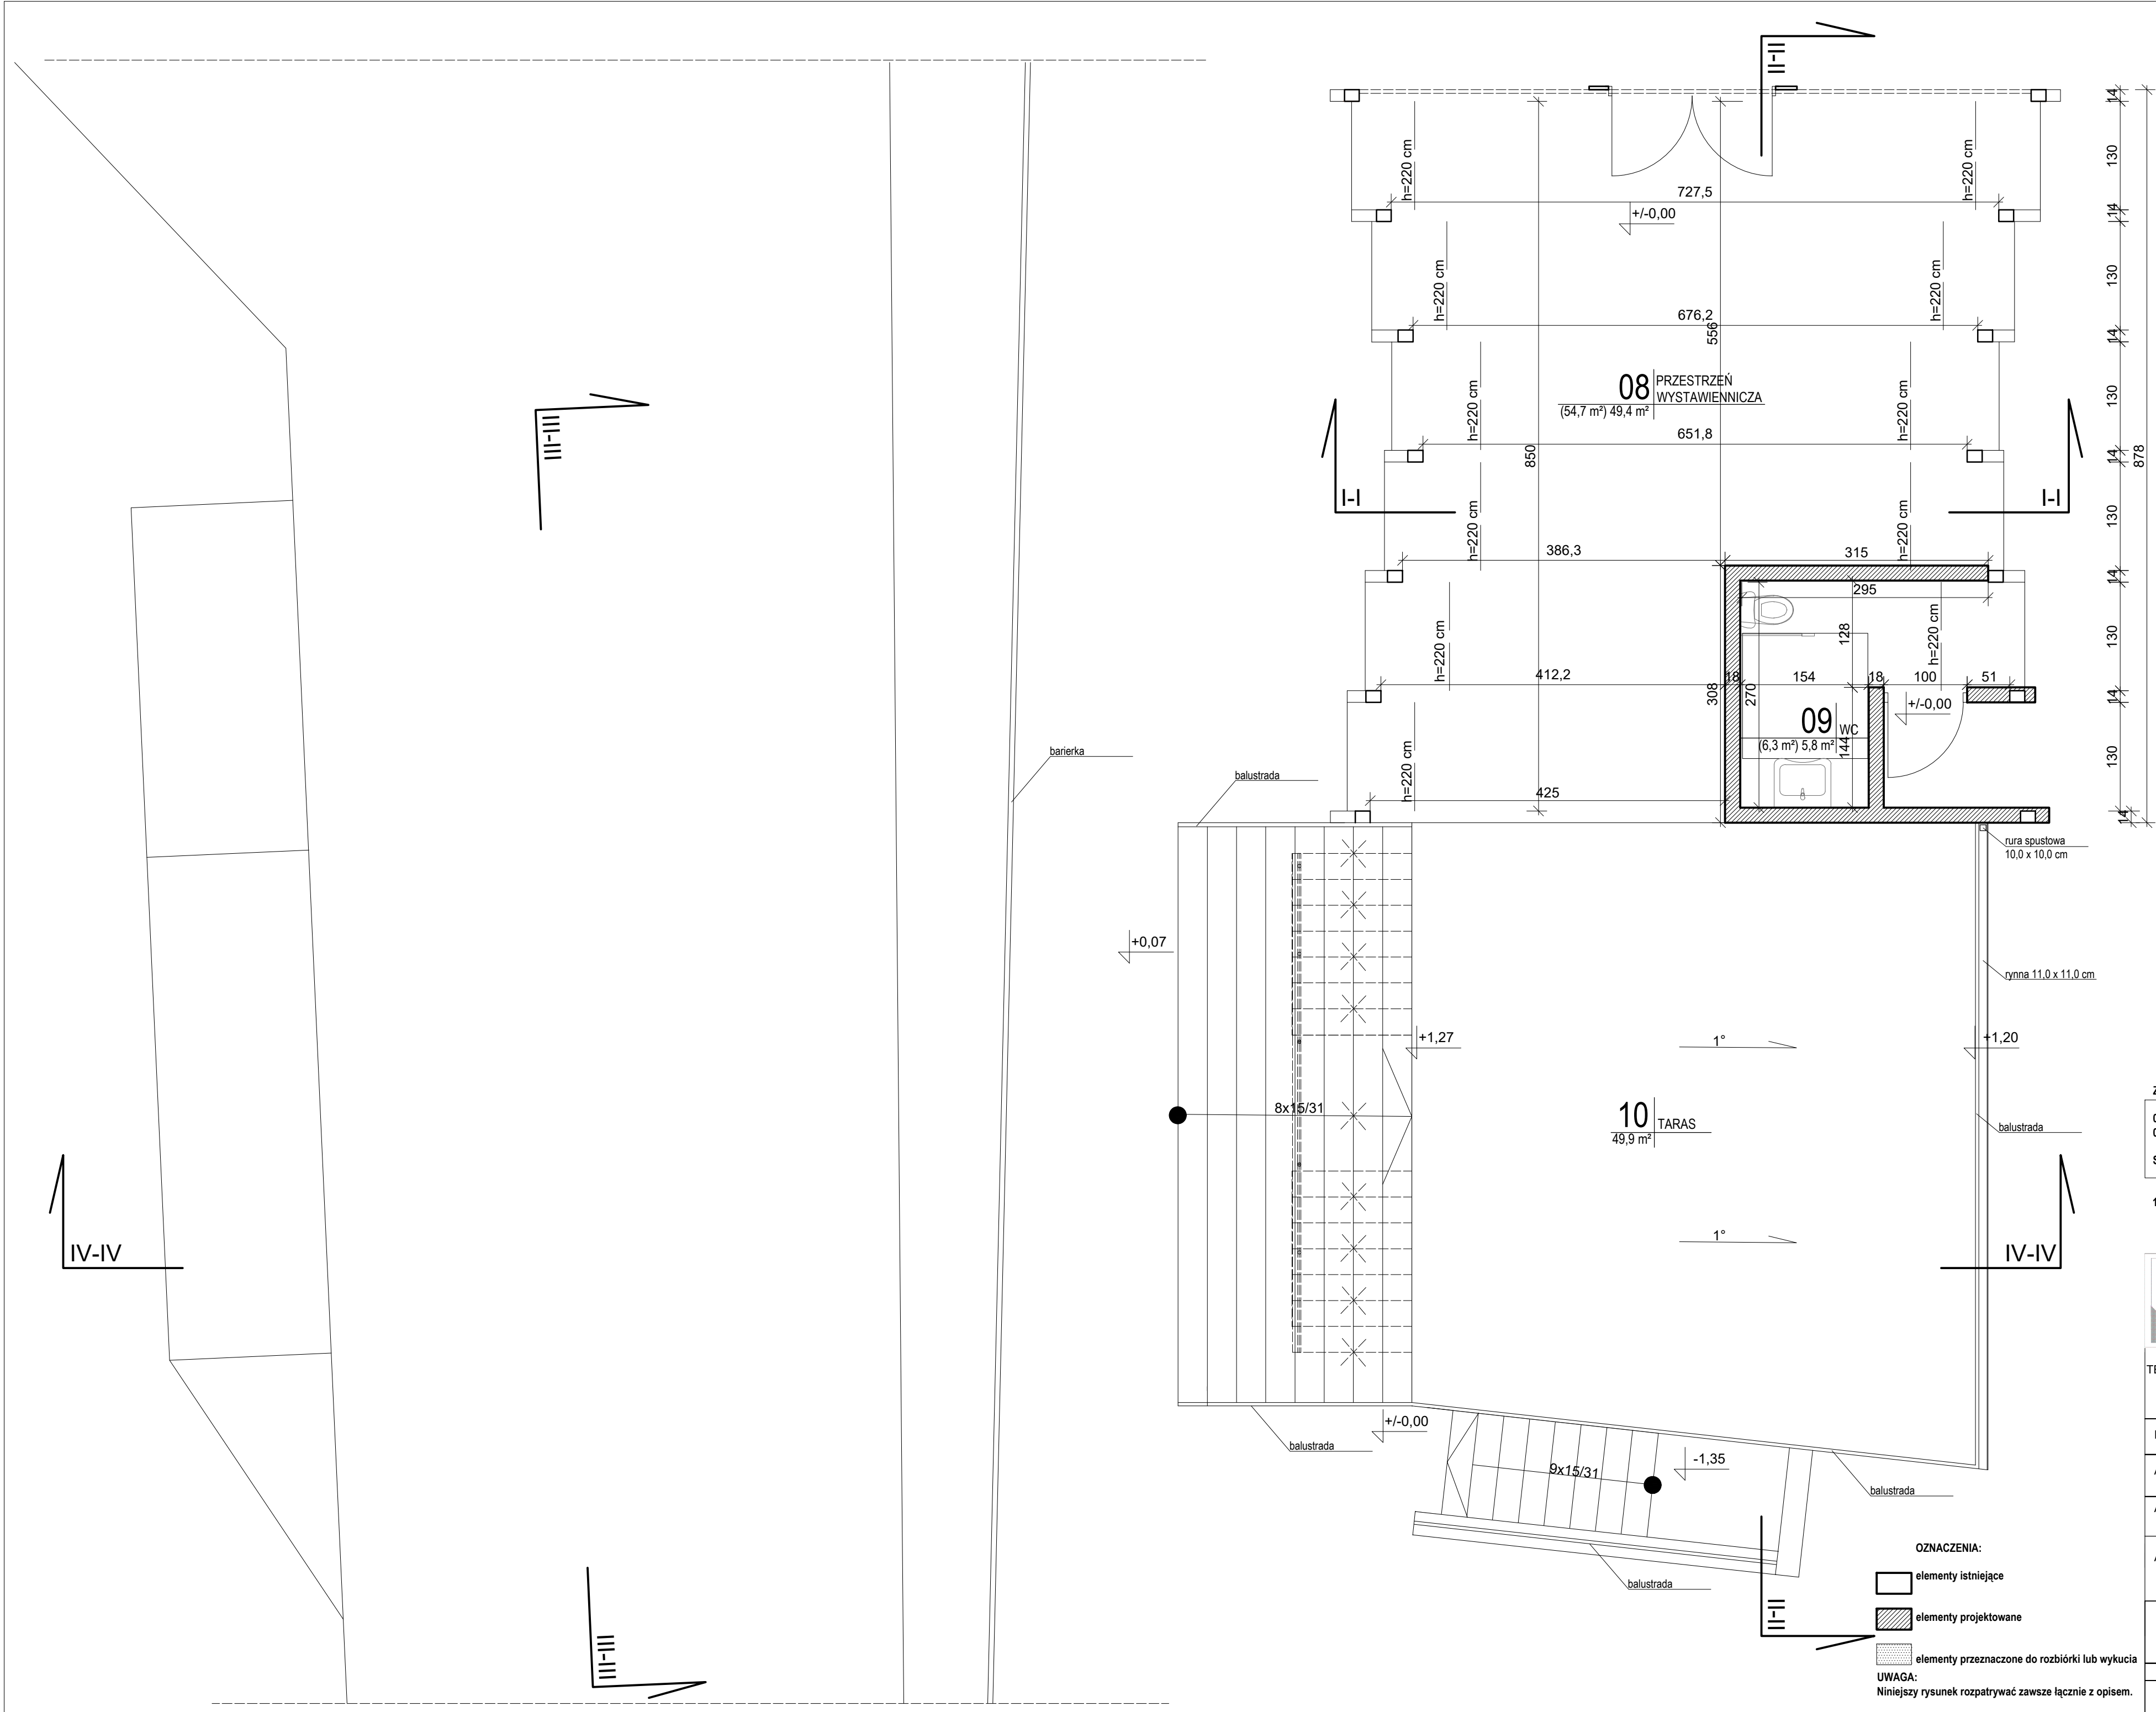 II-II
14
130
h=220 cm
h=220 cm
727,5
+/-0,00
14
130
h=220 cm
h=220 cm
676,2
556
14
III-III
08
PRZESTRZEŃ
WYSTAWIENNICZA
(54,7 m²) 49,4 m²
h=220 cm
h=220 cm
130
651,8
850
14
878
I-I
I-I
h=220 cm
h=220 cm
130
386,3
315
14
295
h=220 cm
128
h=220 cm
130
412,2
18
154
18
100
51
308
270
14
+/-0,00
09
WC
(6,3 m²) 5,8 m²
144
barierka
h=220 cm
130
balustrada
425
14
rura spustowa
10,0 x 10,0 cm
+0,07
rynna 11,0 x 11,0 cm
+1,27
1°
+1,20
8x15/31
10
TARAS
49,9 m²
balustrada
IV-IV
1°
IV-IV
+/-0,00
balustrada
9x15/31
-1,35
balustrada
balustrada
OZNACZENIA:
elementy istniejące
elementy projektowane
II-II
III-III
elementy przeznaczone do rozbiórki lub wykucia
UWAGA:
Niniejszy rysunek rozpatrywać zawsze łącznie z opisem.